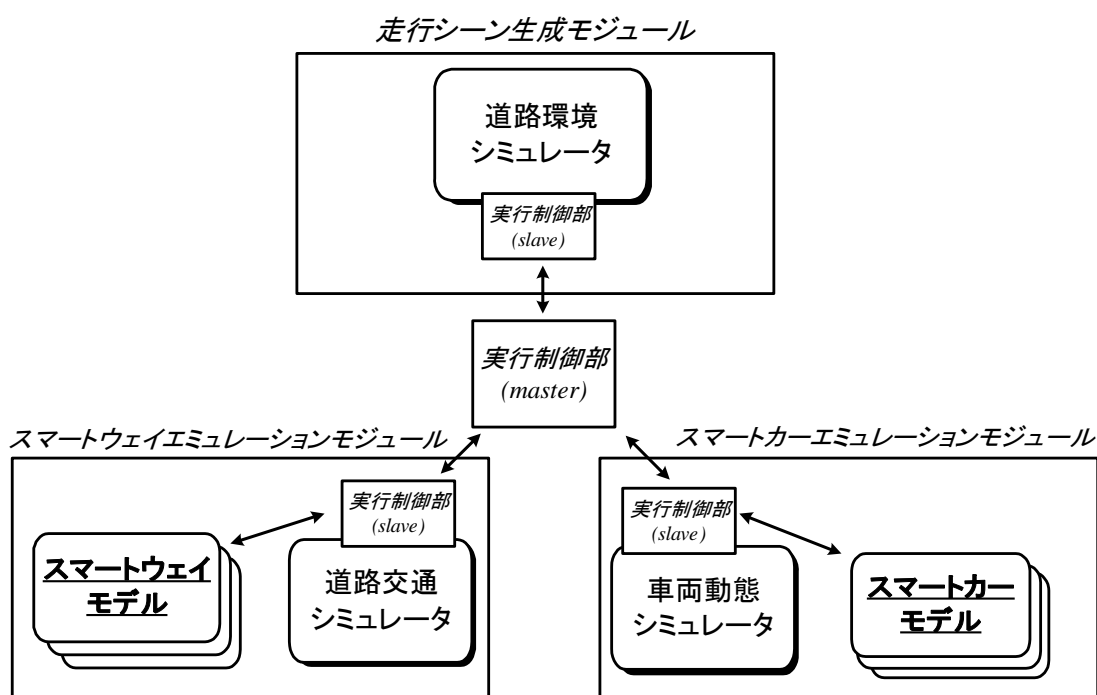 走行シーン生成モジュール
道路環境
シミュレータ
実行制御部
(slave)
実行制御部
(master)
スマートウェイエミュレーションモジュール
実行制御部
(slave)
スマートウェイ
モデル
道路交通
シミュレータ
スマートカーエミュレーションモジュール
実行制御部
(slave)
車両動態
シミュレータ
スマートカー
モデル